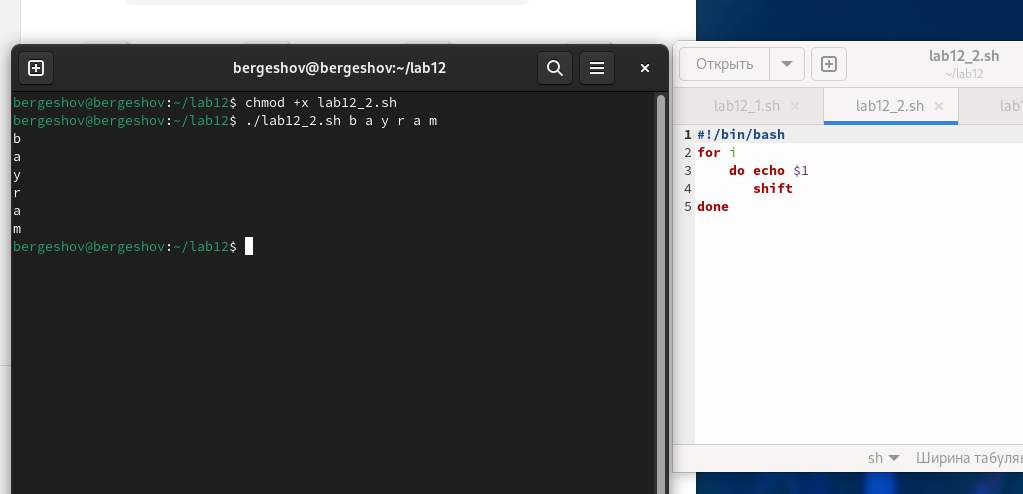 bergeshov@bergeshov:~/lab12
bergeshov@bergeshov:~/lab12$ chmod +x lab12_2.sh
bergeshov@bergeshov:~/lab12$ ./lab12_2.sh b a y r a m
b
a
y
r
a
m
bergeshov@bergeshov:~/lab12$
Открыть
lab12_2.sh
~/lab12
lab12_1.sh
lab12_2.sh
lab
1 #!/bin/bash
2 for i
3 do echo $1
4 shift
5 done
sh
Ширина табуляц